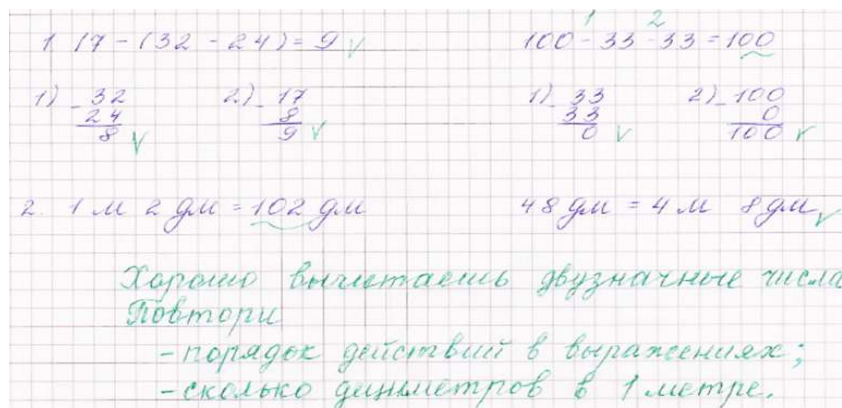 1. 17 - (32 - 24) = 9 √
100 - 33 - 33 = 100
1 2
1) - 32 2) - 17 1) - 33 2) - 100
24 8 33 0
8 √ 9 √ 0 √ 100 √
2. 1 м 2 дм = 102 дм 48 дм = 4 м 8 дм √
Хорошо вычитаешь двузначные числа
Повтори
- порядок действий в выражениях;
- сколько дециметров в 1 метре.